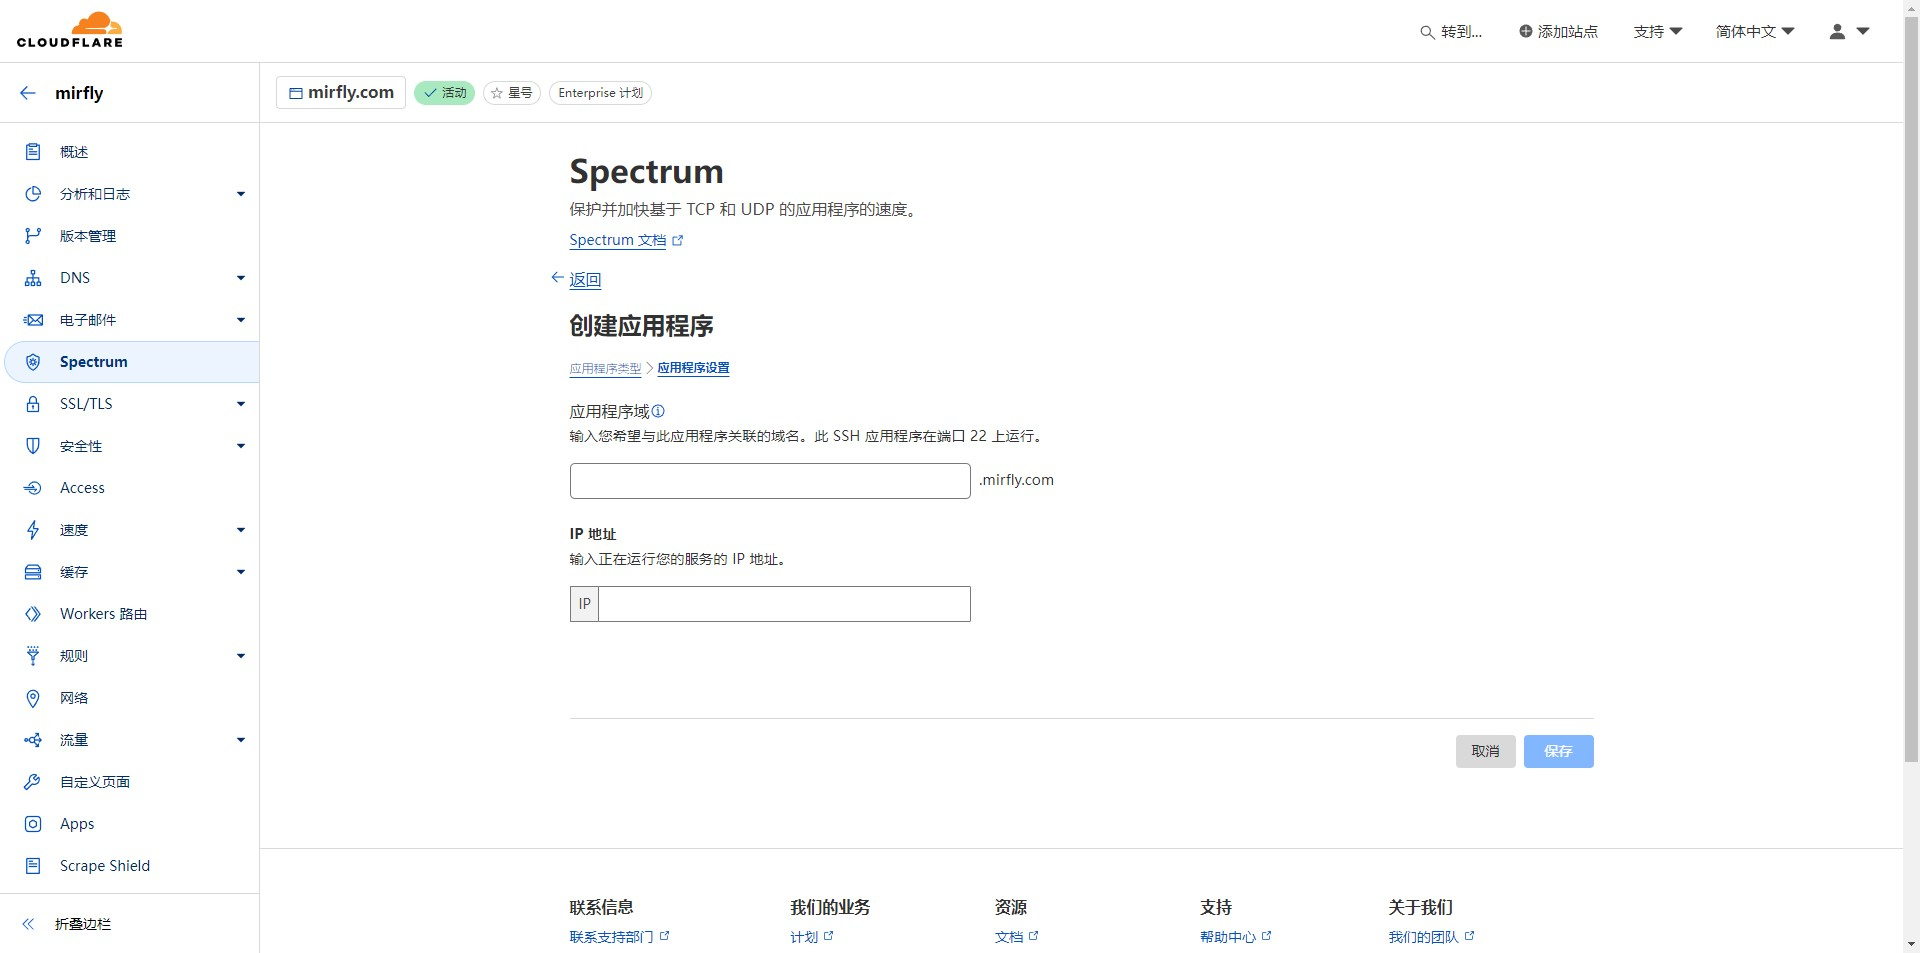 CLOUDFLARE
转到...
添加站点
支持
简体中文
mirfly
mirfly.com
活动
星号
Enterprise 计划
概述
分析和日志
版本管理
DNS
电子邮件
Spectrum
SSL/TLS
安全性
Access
速度
缓存
Workers 路由
规则
网络
流量
自定义页面
Apps
Scrape Shield
折叠边栏
Spectrum
保护并加快基于 TCP 和 UDP 的应用程序的速度。
Spectrum 文档
返回
创建应用程序
应用程序类型
应用程序设置
应用程序域
输入您希望与此应用程序关联的域名。此 SSH 应用程序在端口 22 上运行。
.mirfly.com
IP 地址
输入正在运行您的服务的 IP 地址。
IP
取消
保存
联系信息
联系支持部门
我们的业务
计划
资源
文档
支持
帮助中心
关于我们
我们的团队